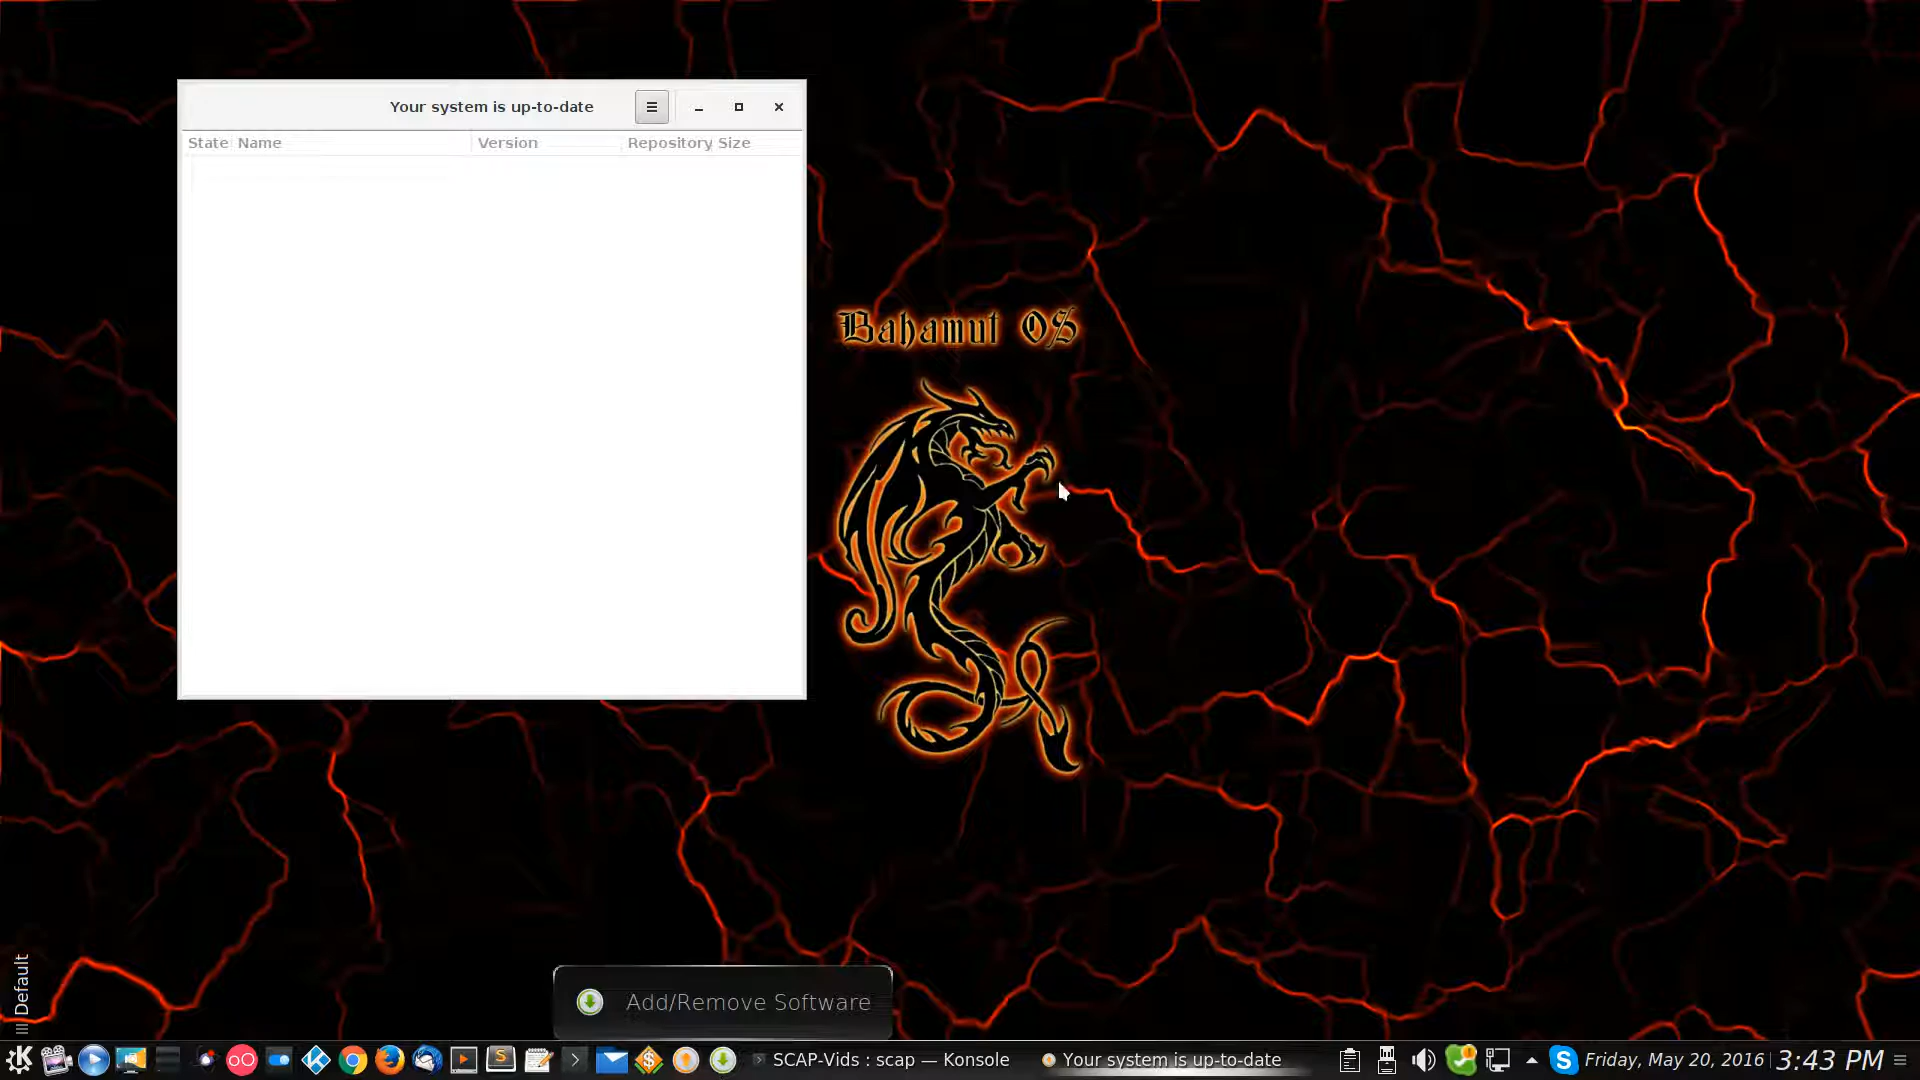 Your system is up-to-date
State Name Version Repository Size
Bahamut OS
Default
Add/Remove Software
SCAP-Vids : scap — Konsole
Your system is up-to-date
Friday, May 20, 2016
3:43 PM